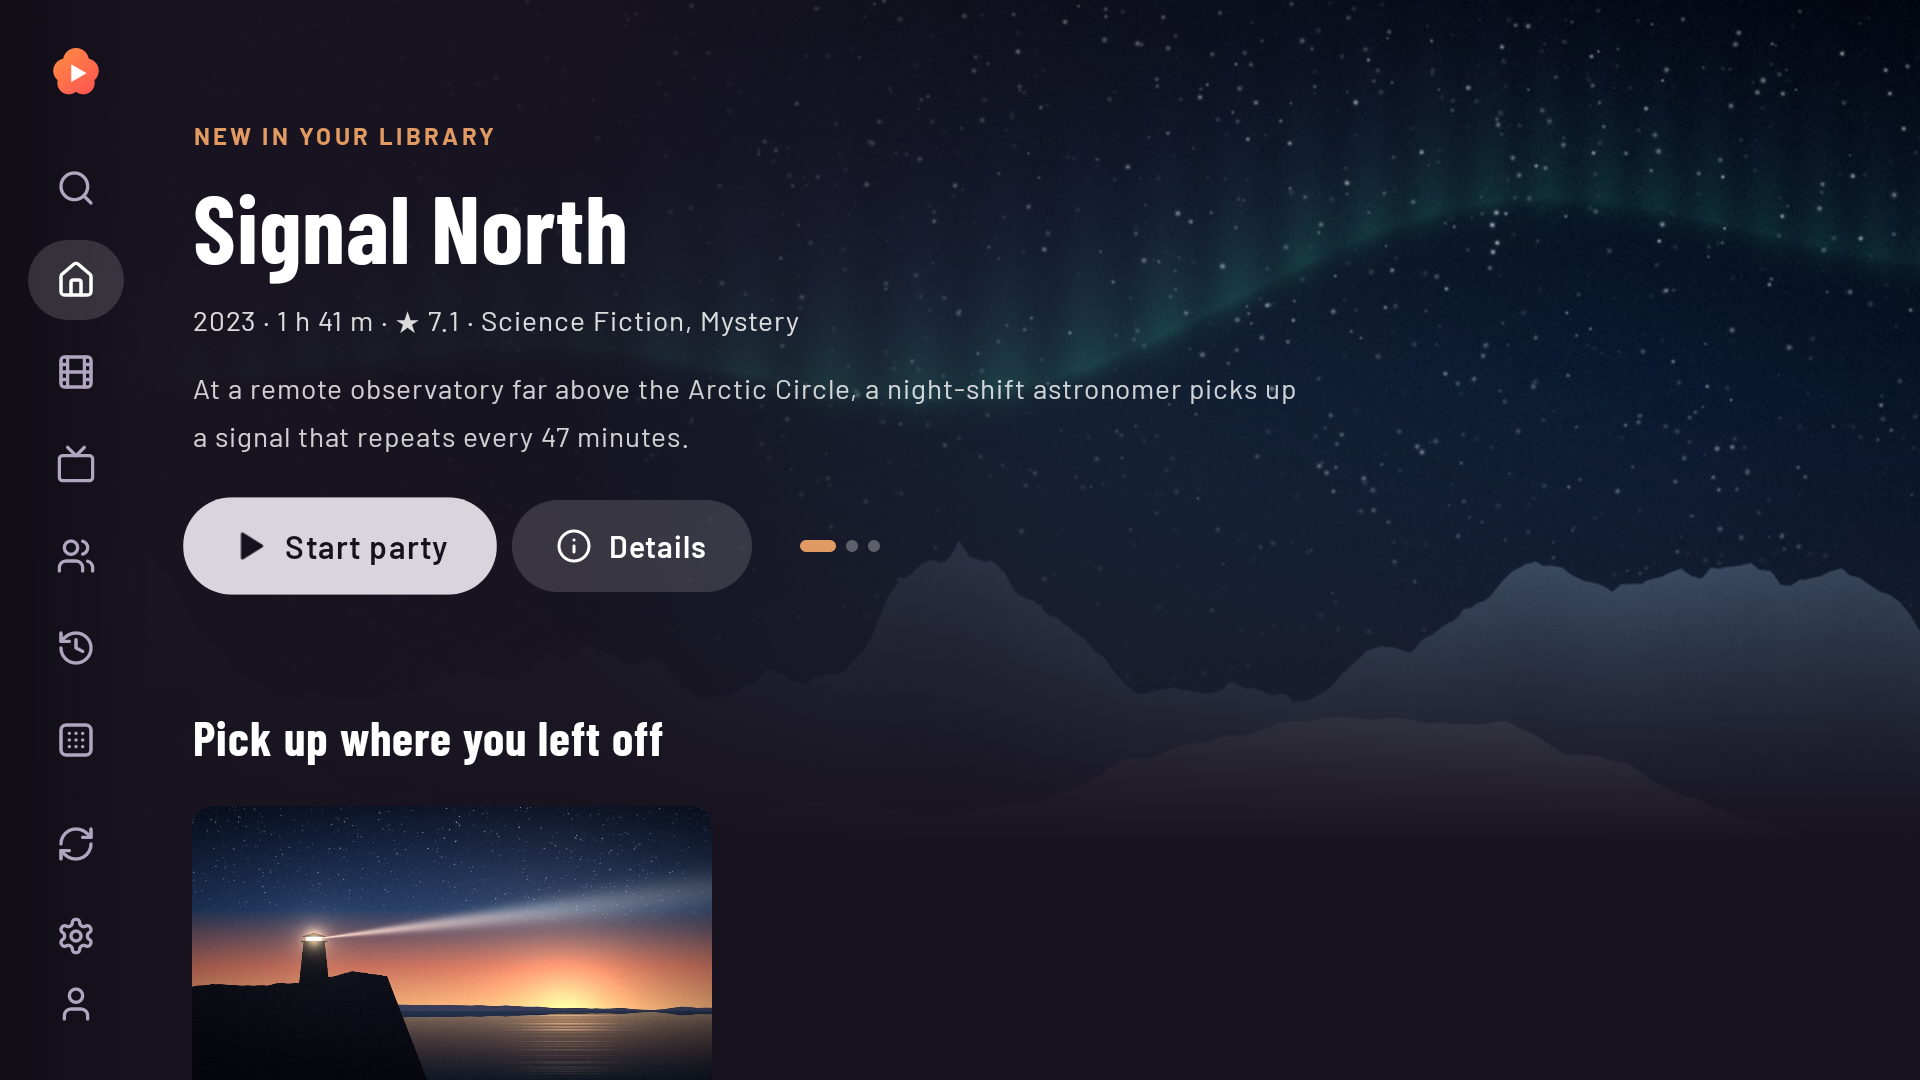 NEW IN YOUR LIBRARY
Signal North
2023 · 1 h 41 m · ★ 7.1 · Science Fiction, Mystery
At a remote observatory far above the Arctic Circle, a night-shift astronomer picks up
a signal that repeats every 47 minutes.
Start party
Details
Pick up where you left off